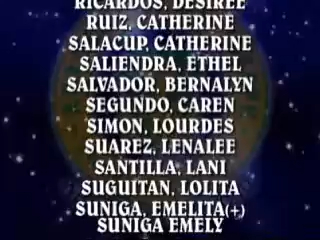 RICARDOS, DESIREE
RUIZ, CATHERINE
SALACUP, CATHERINE
SALIENDRA, ETHEL
SALVADOR, BERNALYN
SEGUNDO, CAREN
SIMON, LOURDES
SUAREZ, LENALEE
SANTILLA, LANI
SUGUITAN, LOLITA
SUNIGA, EMELITA(+)
SUNIGA EMELY